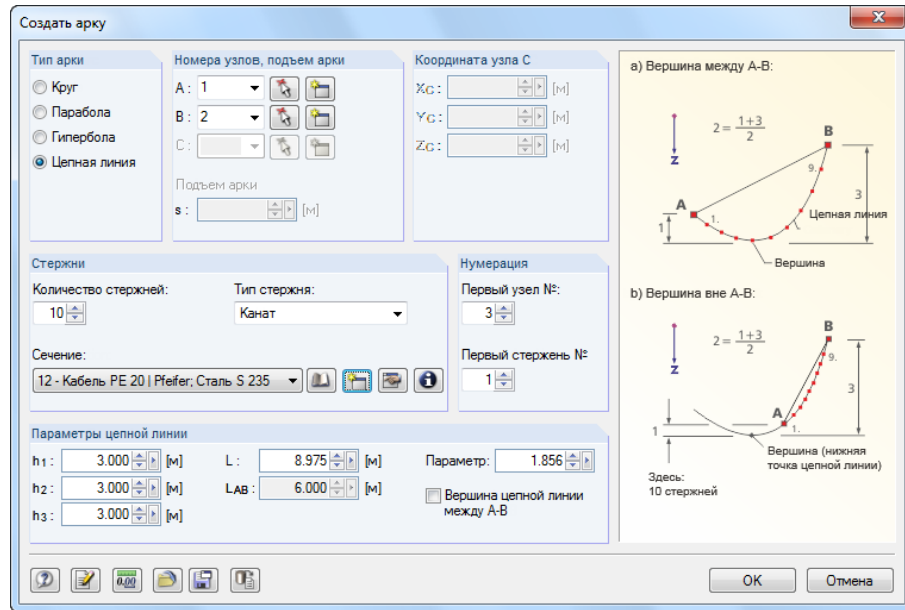 Создать арку
Тип арки
Круг
Парабола
Гипербола
Цепная линия
Номера узлов, подъем арки
A : 1
B : 2
C :
Подъем арки
s : [м]
Координата узла C
XC : [м]
YC : [м]
ZC : [м]
Стержни
Количество стержней:
10
Тип стержня:
Канат
Сечение:
12 - Кабель PE 20 | Pfeifer; Сталь S 235
Нумерация
Первый узел №:
3
Первый стержень №
1
Параметры цепной линии
h1 : 3.000 [м]
h2 : 3.000 [м]
h3 : 3.000 [м]
L : 8.975 [м]
LAB : 6.000 [м]
Параметр: 1.856
Вершина цепной линии
между A-B
a) Вершина между A-B:
2 = 1+3
2
Z
B
9.
3
A
1
1.
Цепная линия
Вершина
b) Вершина вне A-B:
2 = 1+3
2
Z
B
9.
3
A
1
1.
Вершина (нижняя
точка цепной линии)
Здесь:
10 стержней
0.00
OK
Отмена